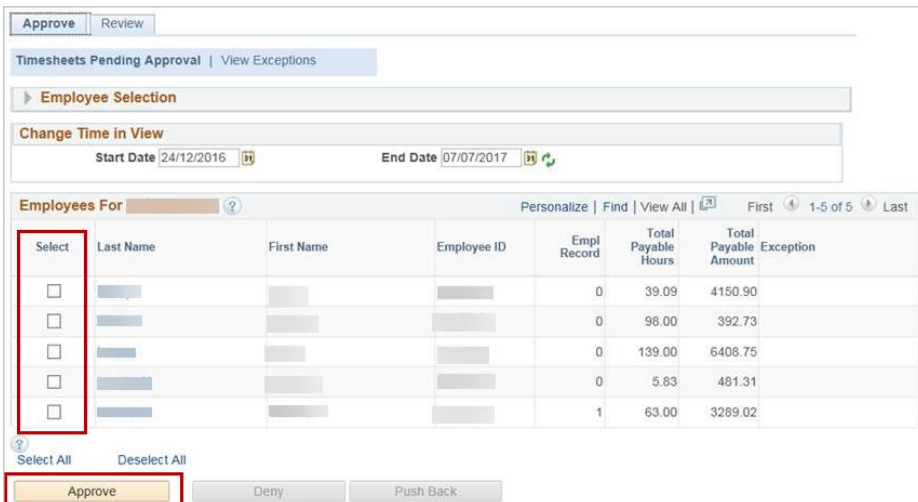 Approve Review
Timesheets Pending Approval | View Exceptions
Employee Selection
Change Time in View
Start Date 24/12/2016 End Date 07/07/2017
Employees For ? Personalize | Find | View All | First 1-5 of 5 Last
Select Last Name First Name Employee ID Empl Record Total Payable Hours Total Payable Amount Exception
0 39.09 4150.90
0 98.00 392.73
0 139.00 6408.75
0 5.83 481.31
1 63.00 3289.02
?
Select All Deselect All
Approve Deny Push Back